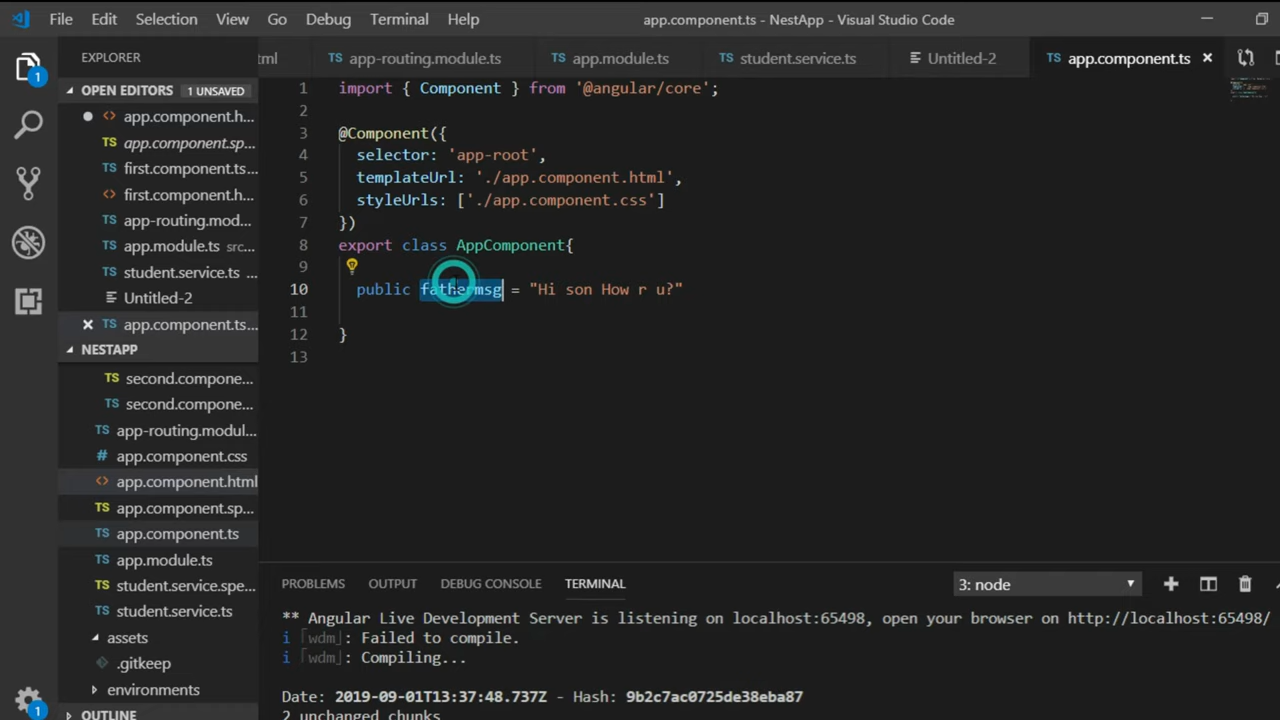 File Edit Selection View Go Debug Terminal Help
app.component.ts - NestApp - Visual Studio Code
EXPLORER
OPEN EDITORS 1 UNSAVED
app.component.h...
app.component.sp...
first.component.ts...
first.component.h...
app-routing.mod...
app.module.ts src...
student.service.ts ...
Untitled-2
app.component.ts...
NESTAPP
second.compone...
second.compone...
app-routing.modul...
app.component.css
app.component.html
app.component.sp...
app.component.ts
app.module.ts
student.service.spe...
student.service.ts
assets
.gitkeep
environments
OUTLINE
1
1
tml
app-routing.module.ts
app.module.ts
student.service.ts
Untitled-2
app.component.ts
1 import { Component } from '@angular/core';
2
3 @Component({
4 selector: 'app-root',
5 templateUrl: './app.component.html',
6 styleUrls: ['./app.component.css']
7 })
8 export class AppComponent{
9
10 public fathermsg = "Hi son How r u?"
11
12 }
13
PROBLEMS OUTPUT DEBUG CONSOLE TERMINAL
3: node
** Angular Live Development Server is listening on localhost:65498, open your browser on http://localhost:65498/
i ｢wdm｣: Failed to compile.
i ｢wdm｣: Compiling...
Date: 2019-09-01T13:37:48.737Z - Hash: 9b2c7ac0725de38eba87
2 unchanged chunks